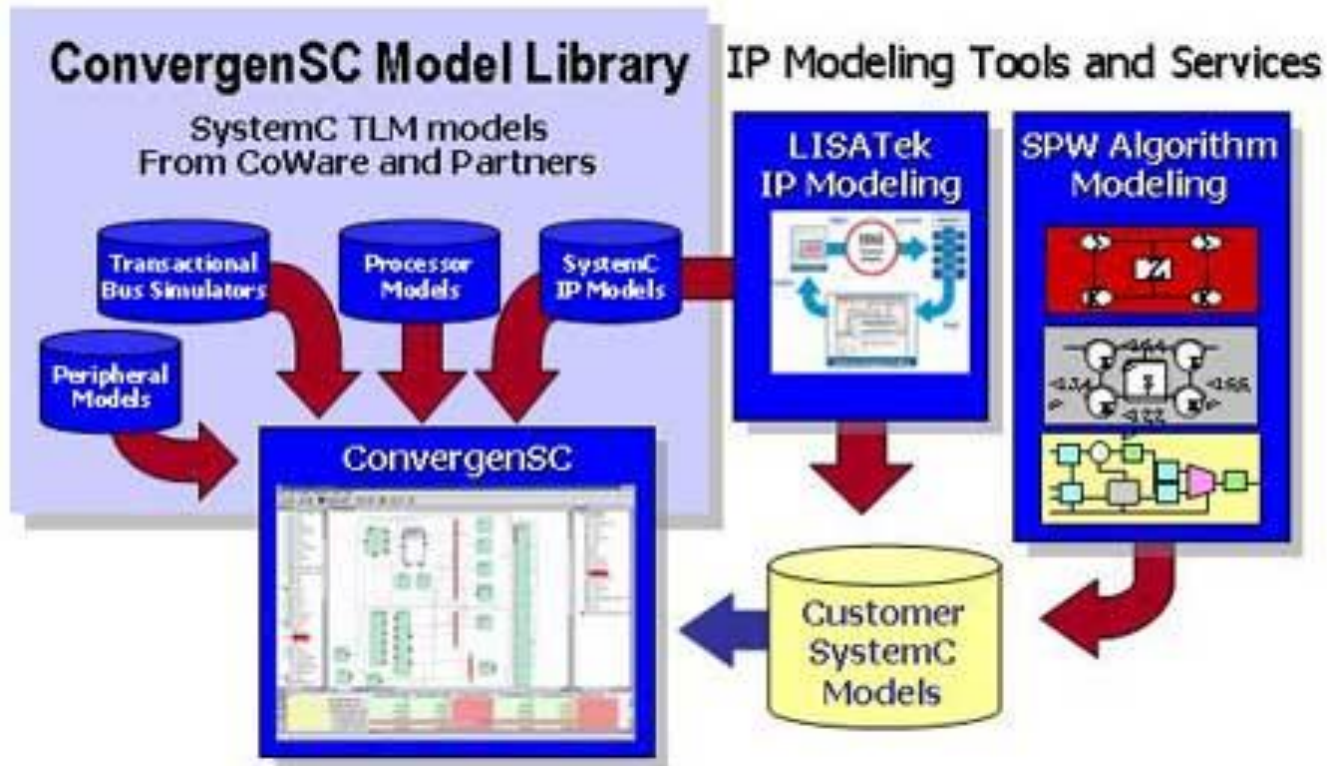 ConvergenSC Model Library
SystemC TLM models
From CoWare and Partners
Transactional
Bus Simulators
Processor
Models
SystemC
IP Models
Peripheral
Models
ConvergenSC
IP Modeling Tools and Services
LISATek
IP Modeling
SPW Algorithm
Modeling
Customer
SystemC
Models